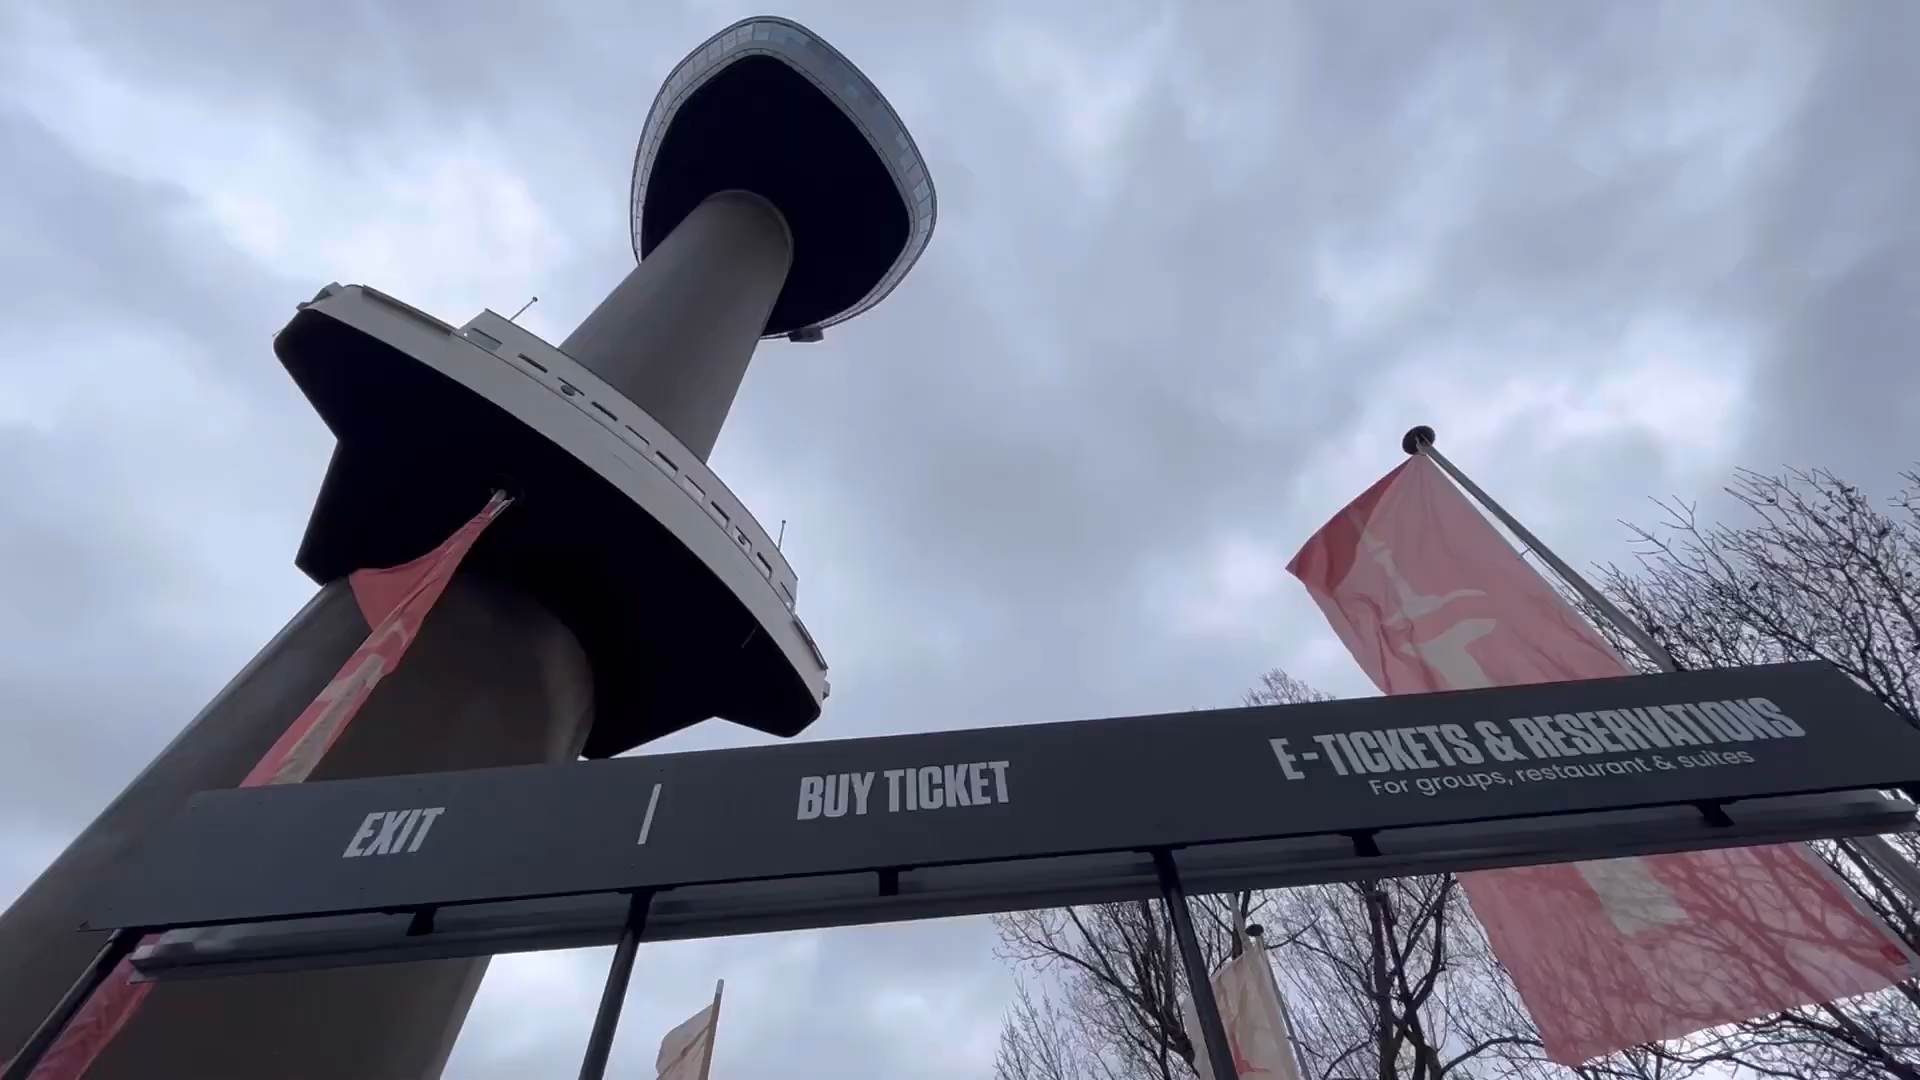 EXIT
BUY TICKET
E-TICKETS & RESERVATIONS
For groups, restaurant & suites